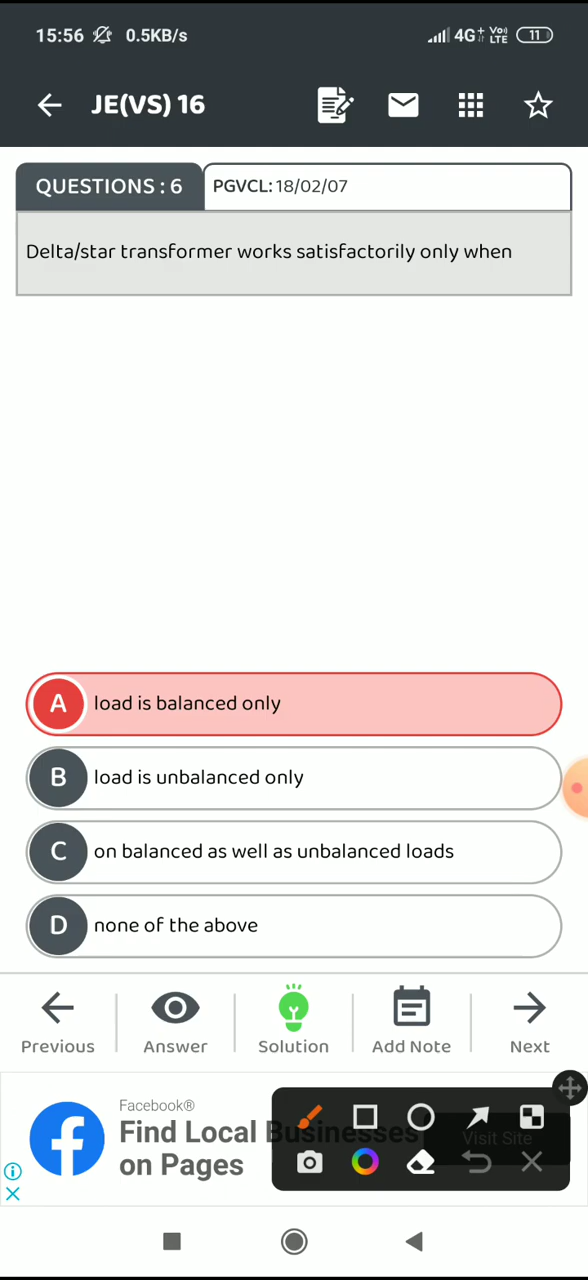 15:56 0.5KB/s 4G+ Vo)) LTE 11
JE(VS) 16
QUESTIONS : 6 PGVCL: 18/02/07
Delta/star transformer works satisfactorily only when
A load is balanced only
B load is unbalanced only
C on balanced as well as unbalanced loads
D none of the above
Previous Answer Solution Add Note Next
Facebook®
Find Local Businesses
on Pages
Visit Site